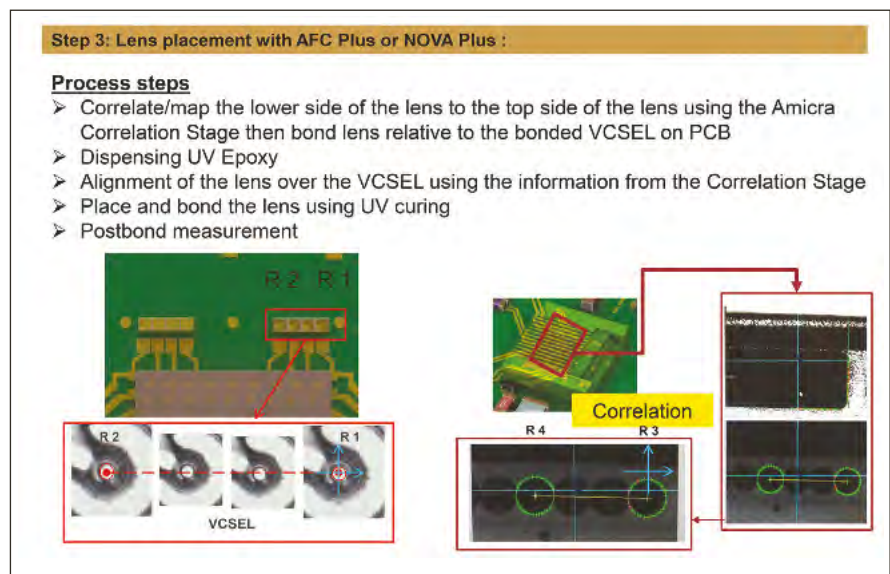 Step 3: Lens placement with AFC Plus or NOVA Plus :
Process steps
➢ Correlate/map the lower side of the lens to the top side of the lens using the Amicra
Correlation Stage then bond lens relative to the bonded VCSEL on PCB
➢ Dispensing UV Epoxy
➢ Alignment of the lens over the VCSEL using the information from the Correlation Stage
➢ Place and bond the lens using UV curing
➢ Postbond measurement
R 2 R 1
Correlation
R 4 R 3
R 2 R 1
VCSEL